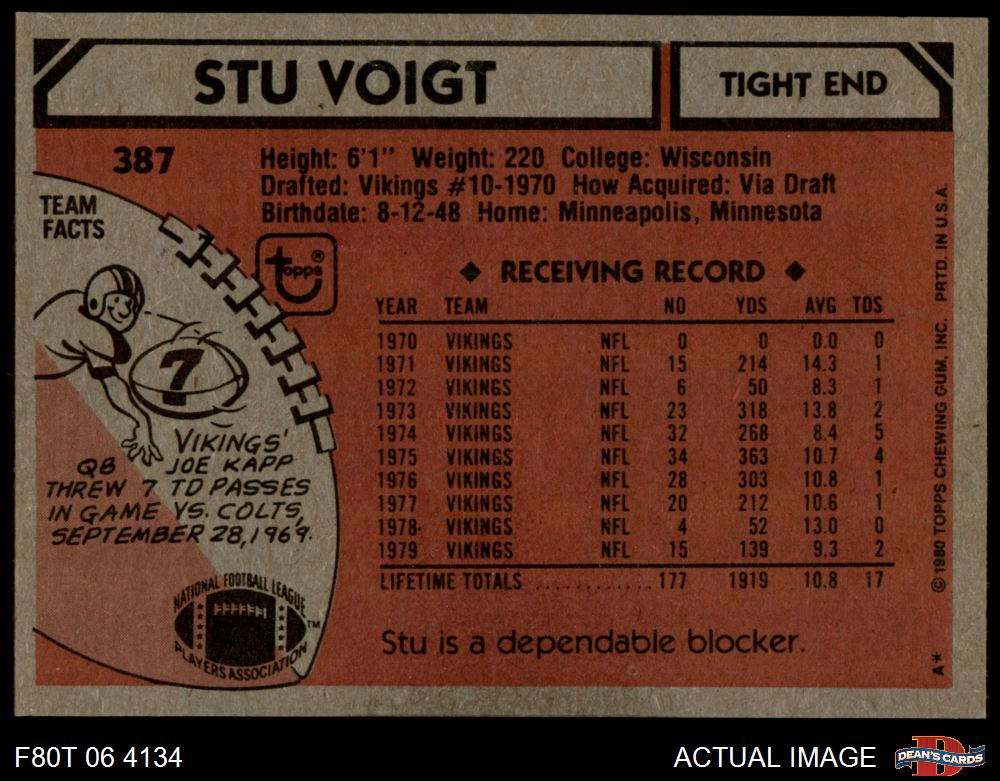 STU VOIGT
TIGHT END
387
Height: 6'1" Weight: 220 College: Wisconsin
Drafted: Vikings #10-1970 How Acquired: Via Draft
Birthdate: 8-12-48 Home: Minneapolis, Minnesota
TEAM
FACTS
topps®
7
VIKINGS'
QB JOE KAPP
THREW 7 TD PASSES
IN GAME VS. COLTS,
SEPTEMBER 28, 1969.
NATIONAL FOOTBALL LEAGUE
PLAYERS ASSOCIATION
TM
◆ RECEIVING RECORD ◆
YEAR TEAM NO YDS AVG TDS
1970 VIKINGS NFL 0 0 0.0 0
1971 VIKINGS NFL 15 214 14.3 1
1972 VIKINGS NFL 6 50 8.3 1
1973 VIKINGS NFL 23 318 13.8 2
1974 VIKINGS NFL 32 268 8.4 5
1975 VIKINGS NFL 34 363 10.7 4
1976 VIKINGS NFL 28 303 10.8 1
1977 VIKINGS NFL 20 212 10.6 1
1978 VIKINGS NFL 4 52 13.0 0
1979 VIKINGS NFL 15 139 9.3 2
LIFETIME TOTALS ............ 177 1919 10.8 17
Stu is a dependable blocker.
© 1980 TOPPS CHEWING GUM, INC. PRTD. IN U.S.A.
A*
F80T 06 4134
ACTUAL IMAGE
D
DEAN'S CARDS